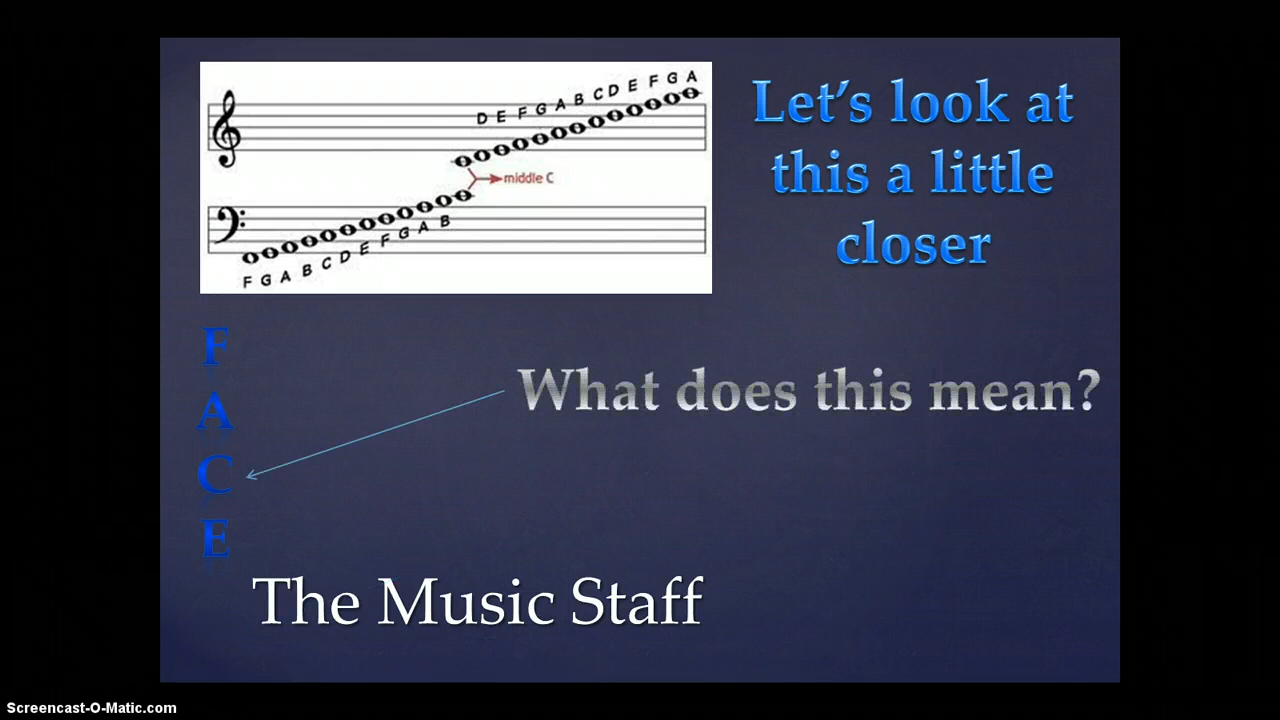 D E F G A B C D E F G A
middle C
F G A B C D E F G A B
Let's look at
this a little
closer
F
A
C
E
What does this mean?
The Music Staff
Screencast-O-Matic.com